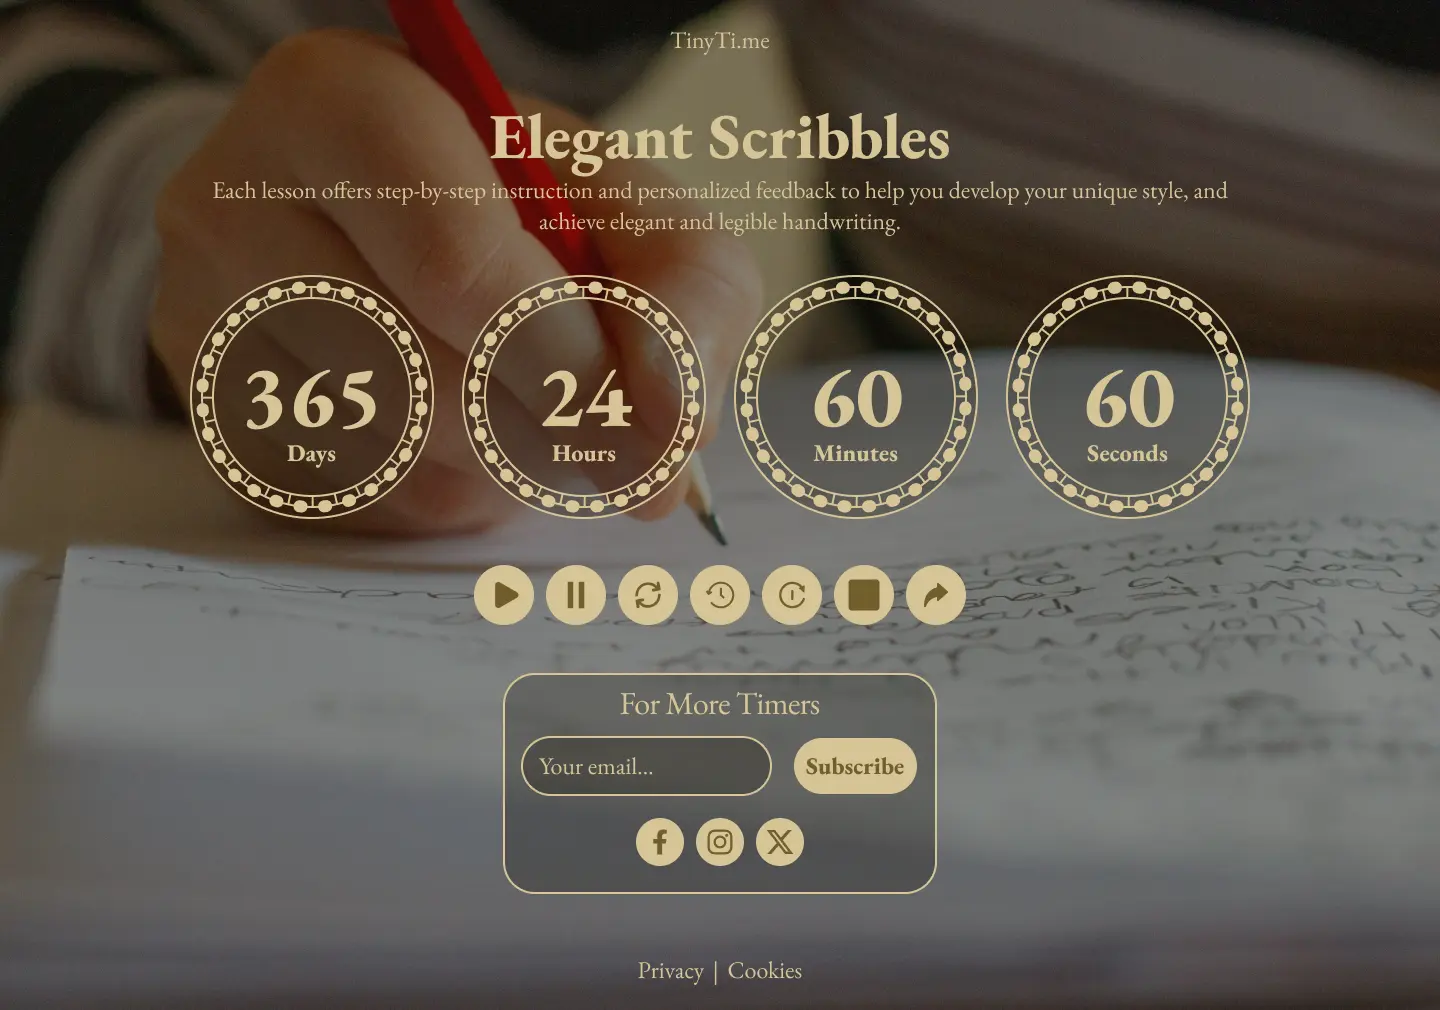 TinyTi.me
Elegant Scribbles
Each lesson offers step-by-step instruction and personalized feedback to help you develop your unique style, and
achieve elegant and legible handwriting.
365
Days
24
Hours
60
Minutes
60
Seconds
For More Timers
Your email...
Subscribe
Privacy | Cookies